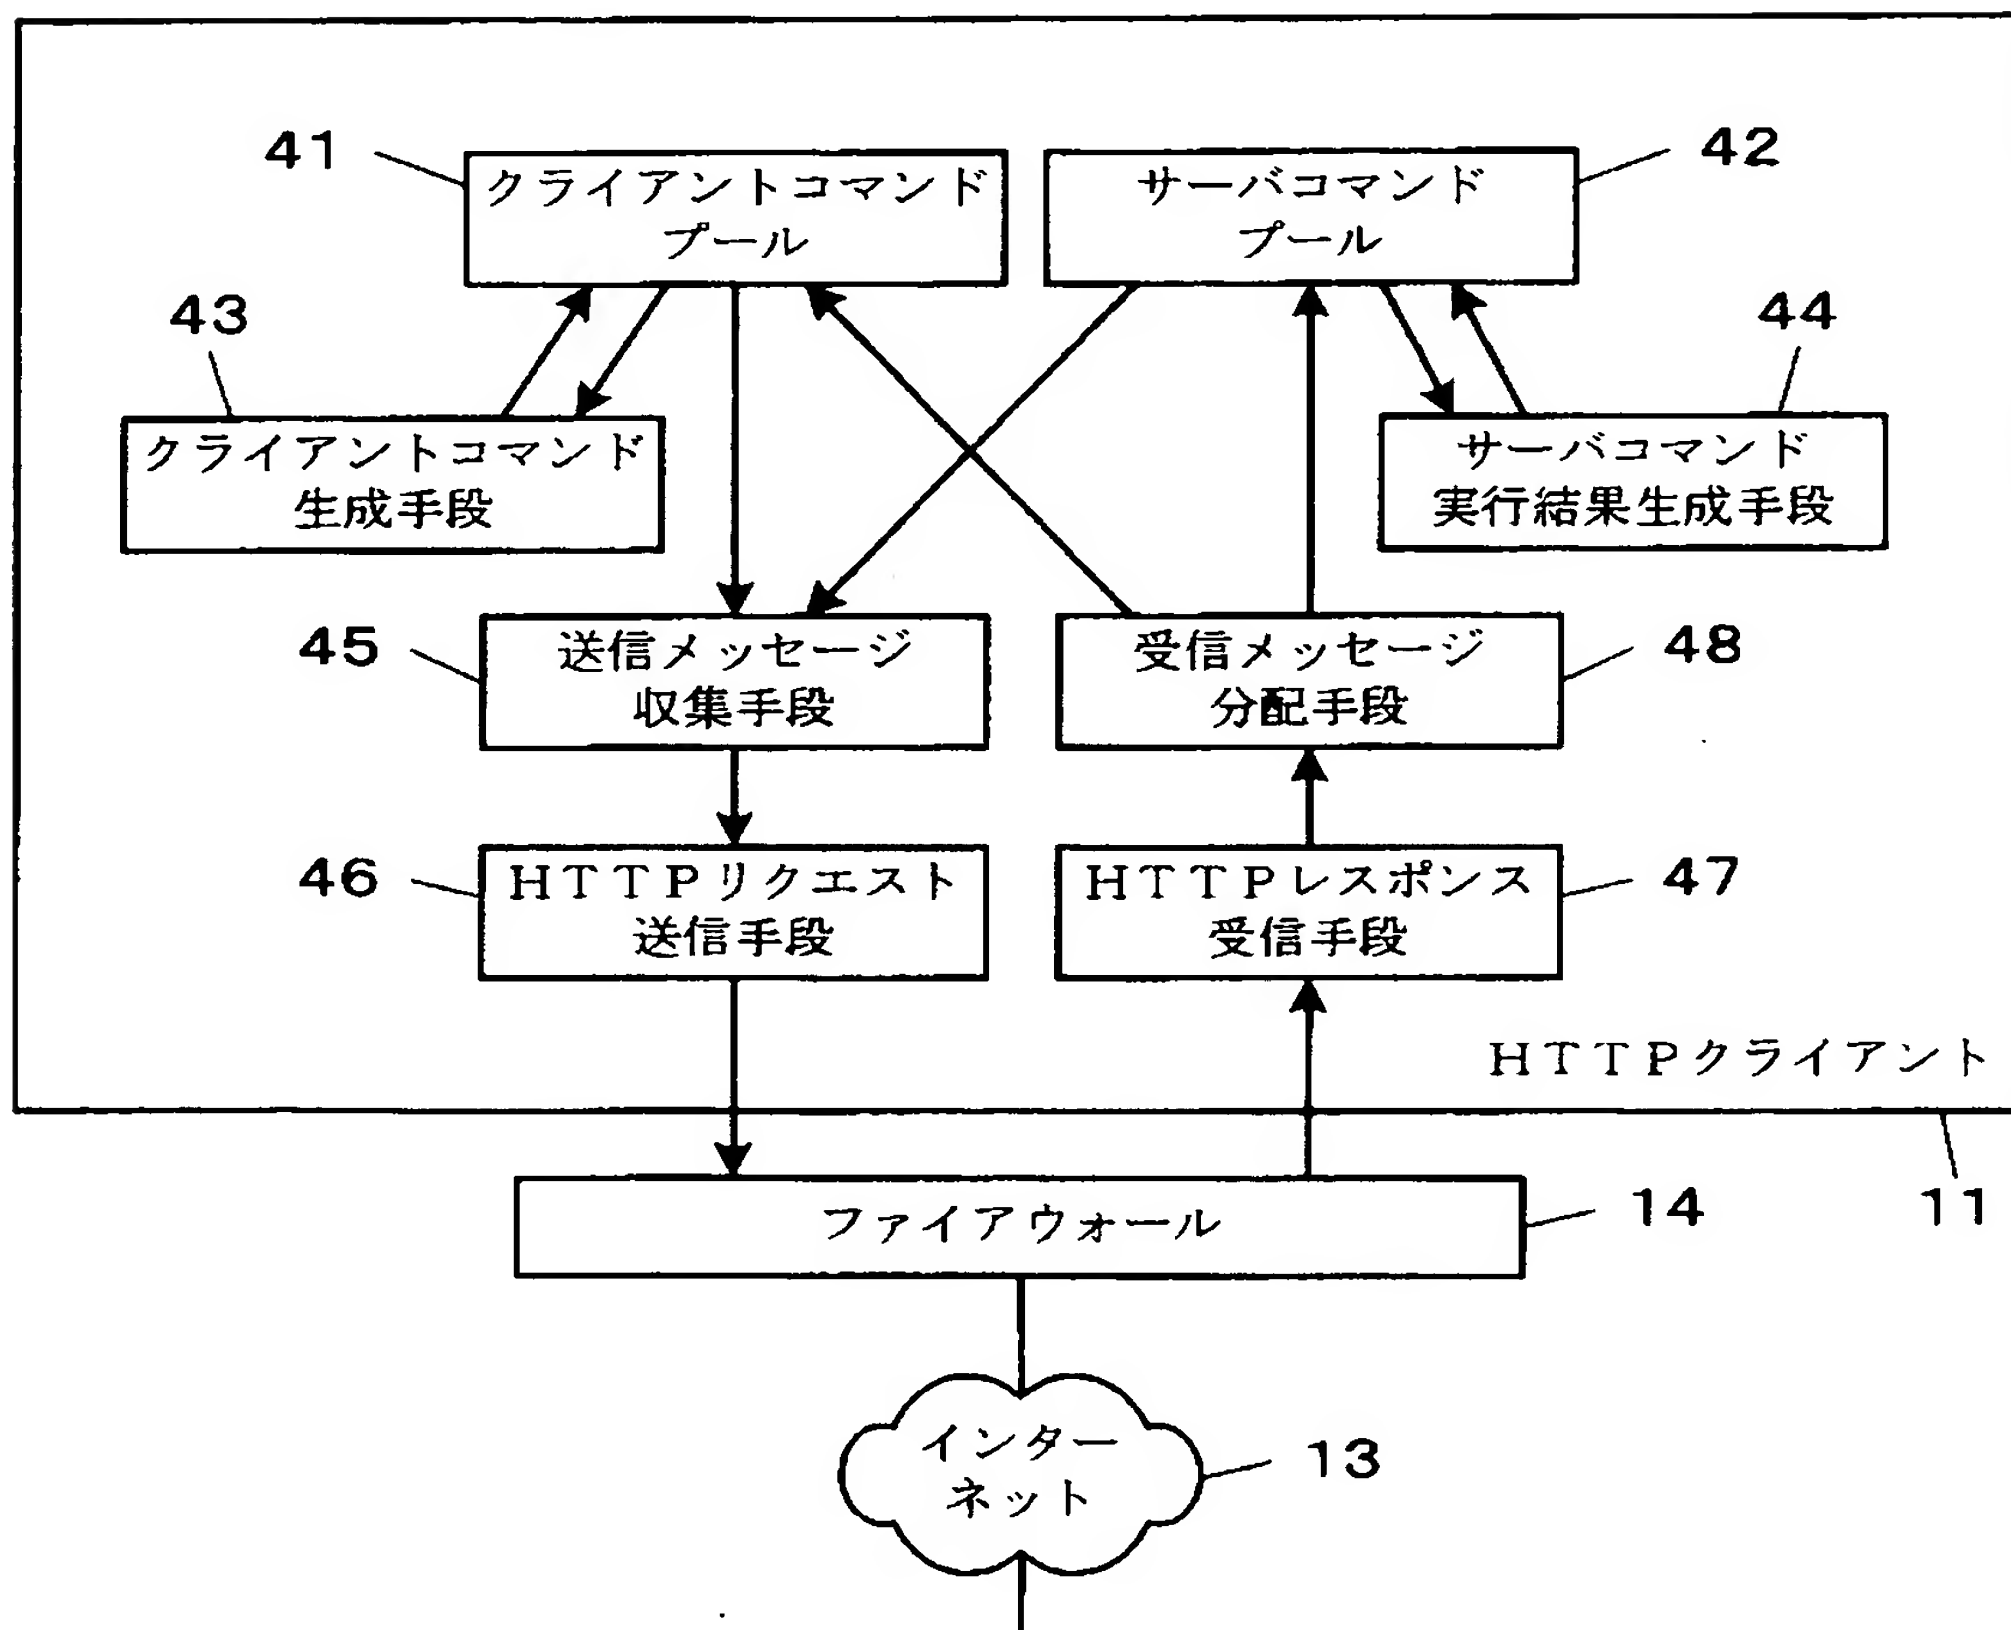 41
クライアントコマンド
プール
サーバコマンド
プール
42
43
44
クライアントコマンド
生成手段
サーバコマンド
実行結果生成手段
45
送信メッセージ
収集手段
受信メッセージ
分配手段
48
46
HTTPリクエスト
送信手段
HTTPレスポンス
受信手段
47
HTTPクライアント
ファイアウォール
14
11
インター
ネット
13